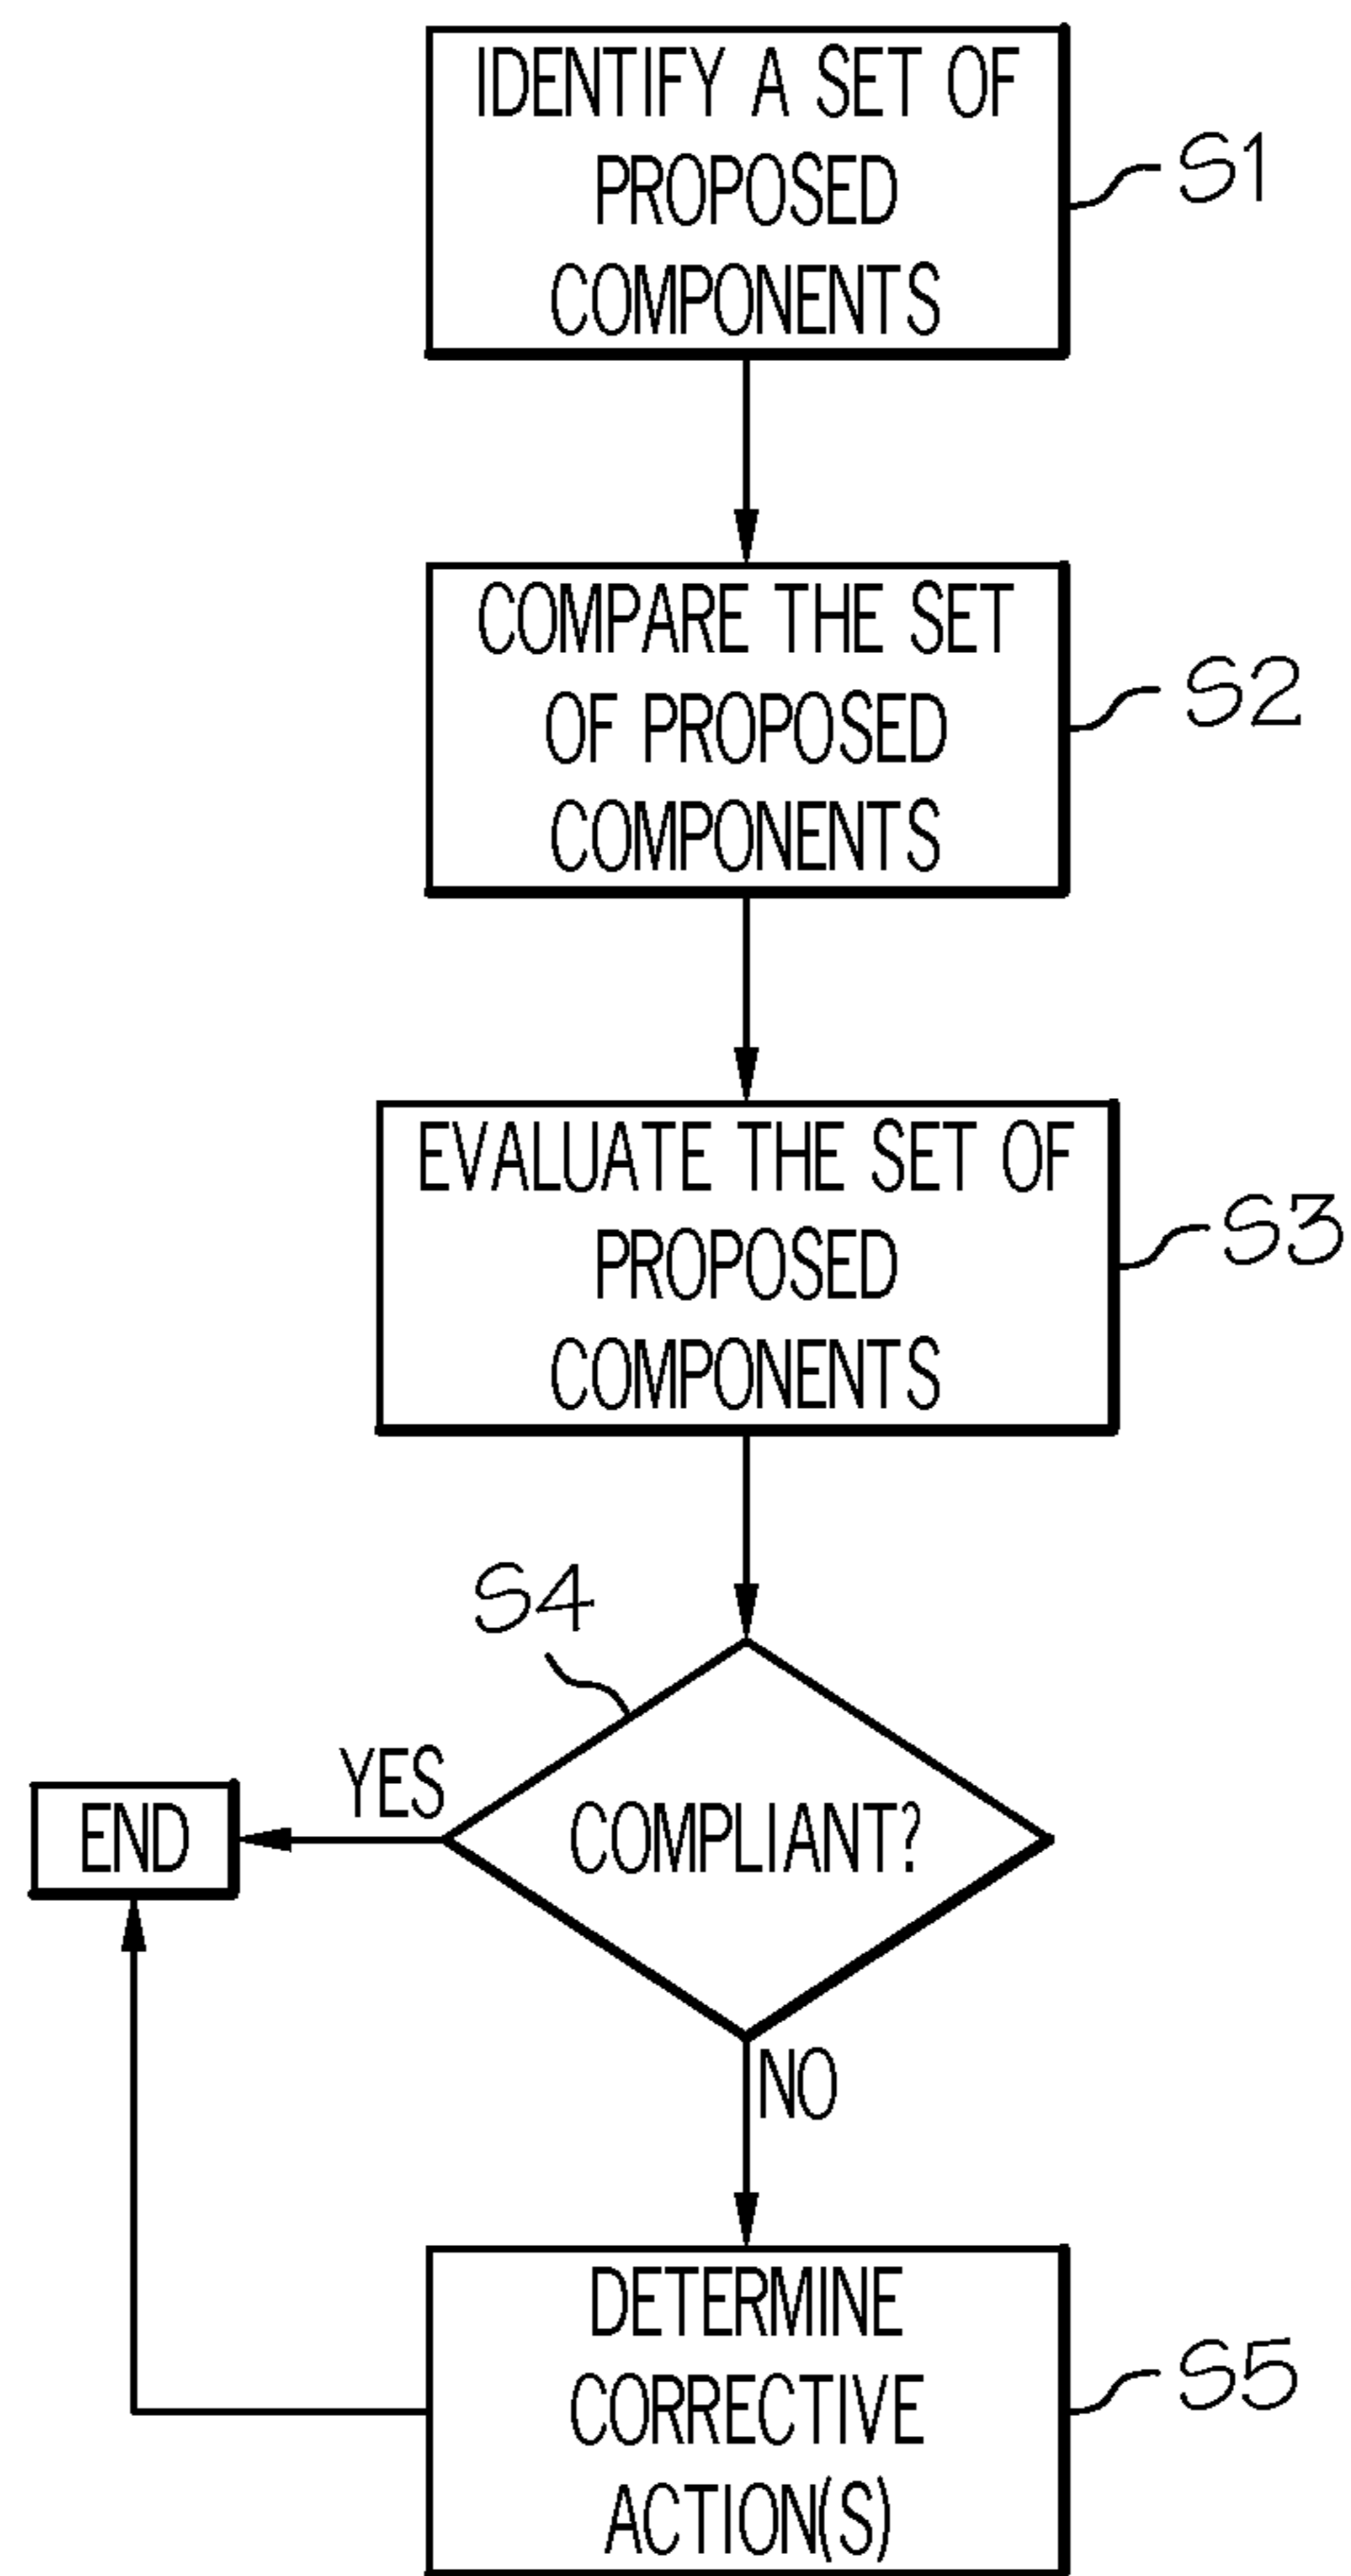 IDENTIFY A SET OF
PROPOSED
COMPONENTS
S1
COMPARE THE SET
OF PROPOSED
COMPONENTS
S2
EVALUATE THE SET OF
PROPOSED
COMPONENTS
S3
S4
YES
END
COMPLIANT?
NO
DETERMINE
CORRECTIVE
ACTION(S)
S5